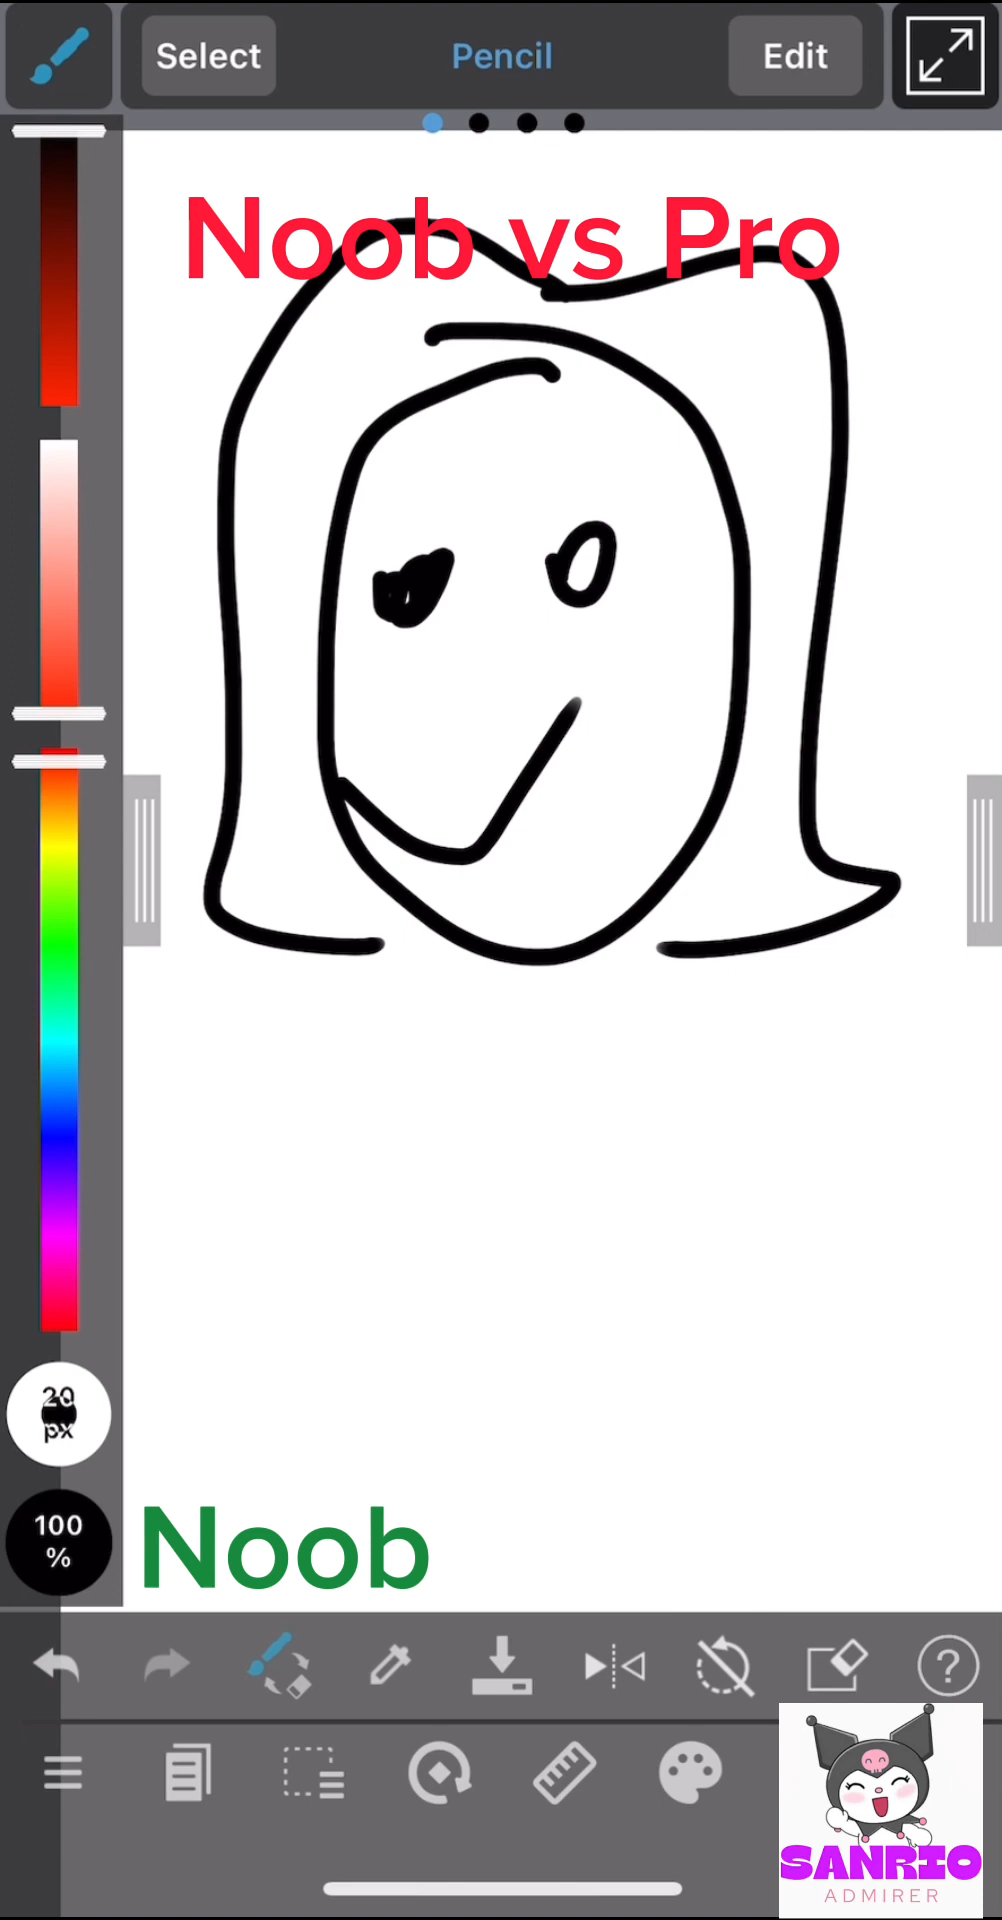 Select Pencil Edit
Noob vs Pro
20
px
100
%
Noob
?
SANRIO
ADMIRER